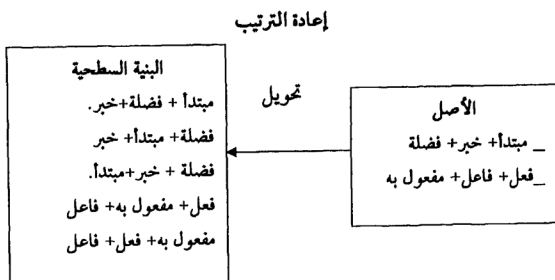 إعادة الترتيب
الأصل
_ مبتدأ+ خبر+ فضلة
_فعل+ فاعل+ مفعول به
تحويل
البنية السطحية
مبتدأ + فضلة+خبر.
فضلة+ مبتدأ+ خبر
فضلة + خبر+مبتدأ.
فعل+ مفعول به+ فاعل
مفعول به+ فعل+ فاعل